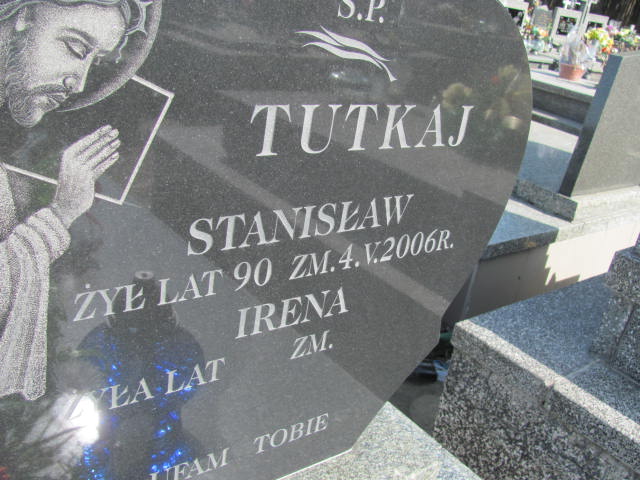 Ś.P.
TUTKAJ
STANISŁAW
ŻYŁ LAT 90 ZM. 4. V. 2006R.
IRENA
ŻYŁA LAT ZM.
UFAM TOBIE